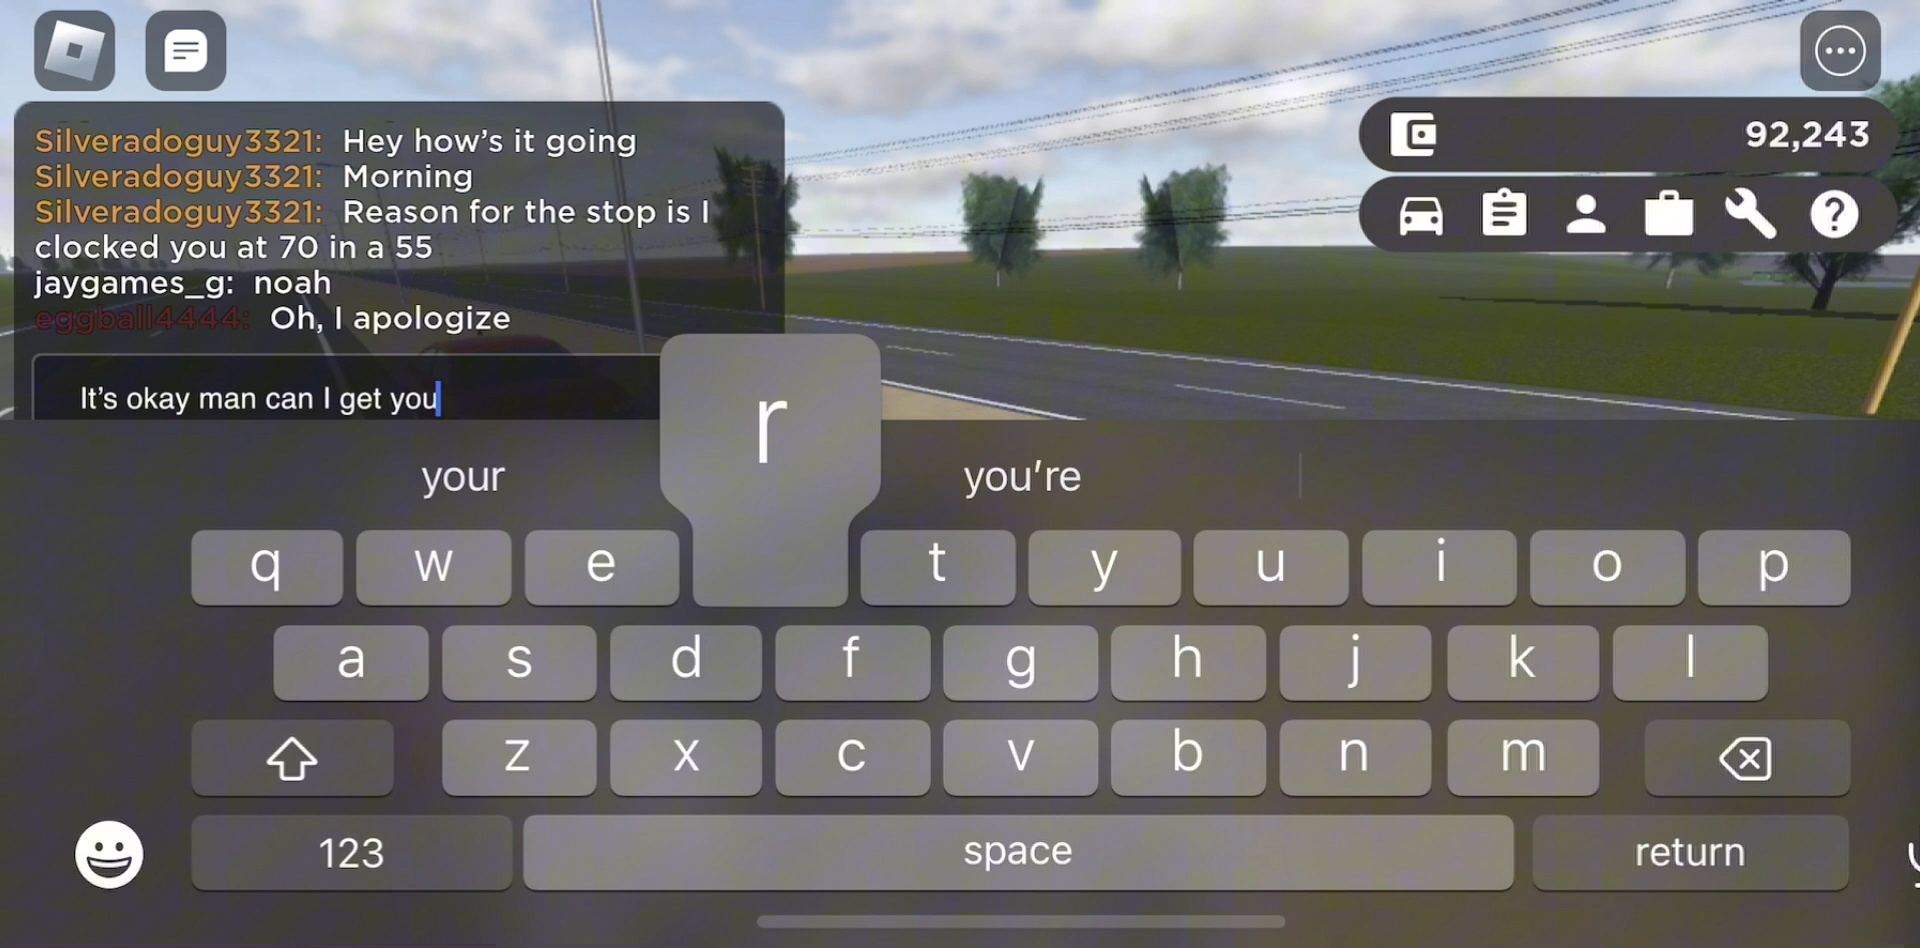 Silveradoguy3321: Hey how's it going
92,243
Silveradoguy3321: Morning
Silveradoguy3321: Reason for the stop is I
clocked you at 70 in a 55
jaygames_g: noah
eggball4444: Oh, I apologize
It's okay man can I get you
r
your
you're
q w e t y u i o p
a s d f g h j k l
z x c v b n m
123 space return